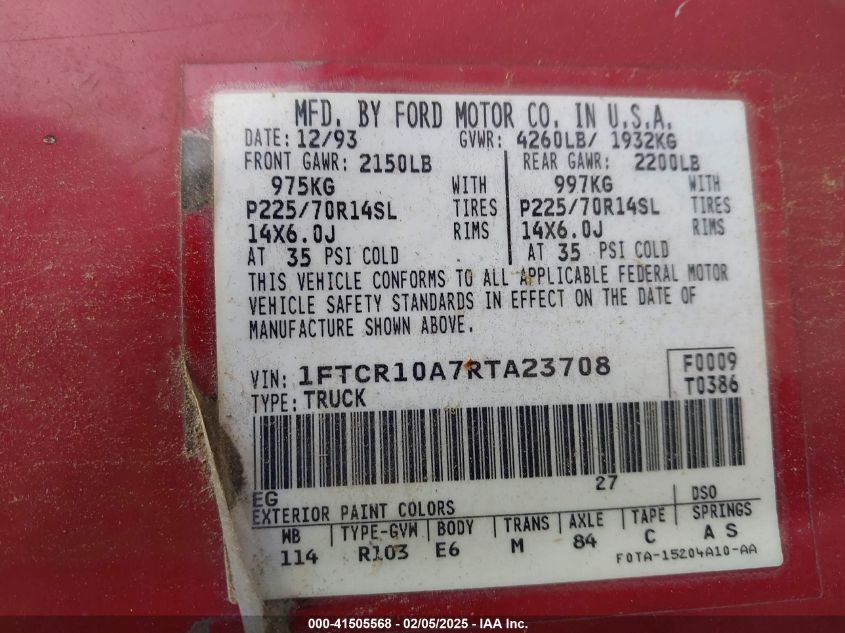 MFD. BY FORD MOTOR CO. IN U.S.A.
DATE: 12/93 GVWR: 4260LB/ 1932KG
FRONT GAWR: 2150LB REAR GAWR: 2200LB
975KG WITH 997KG WITH
P225/70R14SL TIRES P225/70R14SL TIRES
14X6.0J RIMS 14X6.0J RIMS
AT 35 PSI COLD AT 35 PSI COLD
THIS VEHICLE CONFORMS TO ALL APPLICABLE FEDERAL MOTOR
VEHICLE SAFETY STANDARDS IN EFFECT ON THE DATE OF
MANUFACTURE SHOWN ABOVE.
VIN: 1FTCR10A7RTA23708 F0009
TYPE: TRUCK T0386
EG 27
EXTERIOR PAINT COLORS DSO
WB TYPE-GVW BODY TRANS AXLE TAPE SPRINGS
114 R103 E6 M 84 C A S
F0TA-15204A10-AA
000-41505568 - 02/05/2025 - IAA Inc.